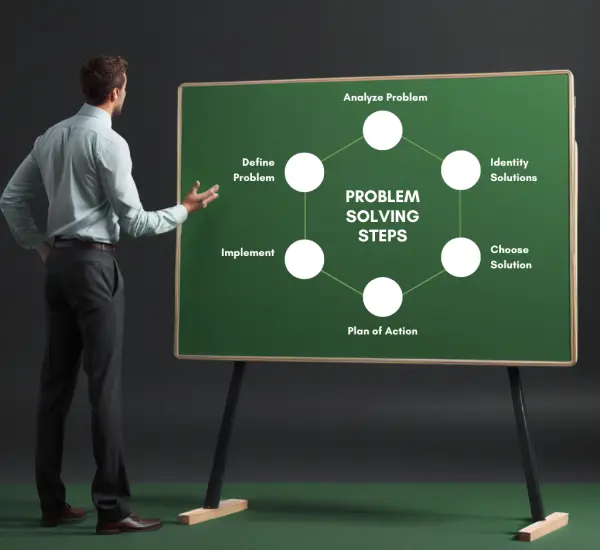 Analyze Problem
Define
Problem
Identity
Solutions
PROBLEM
SOLVING
STEPS
Implement
Choose
Solution
Plan of Action